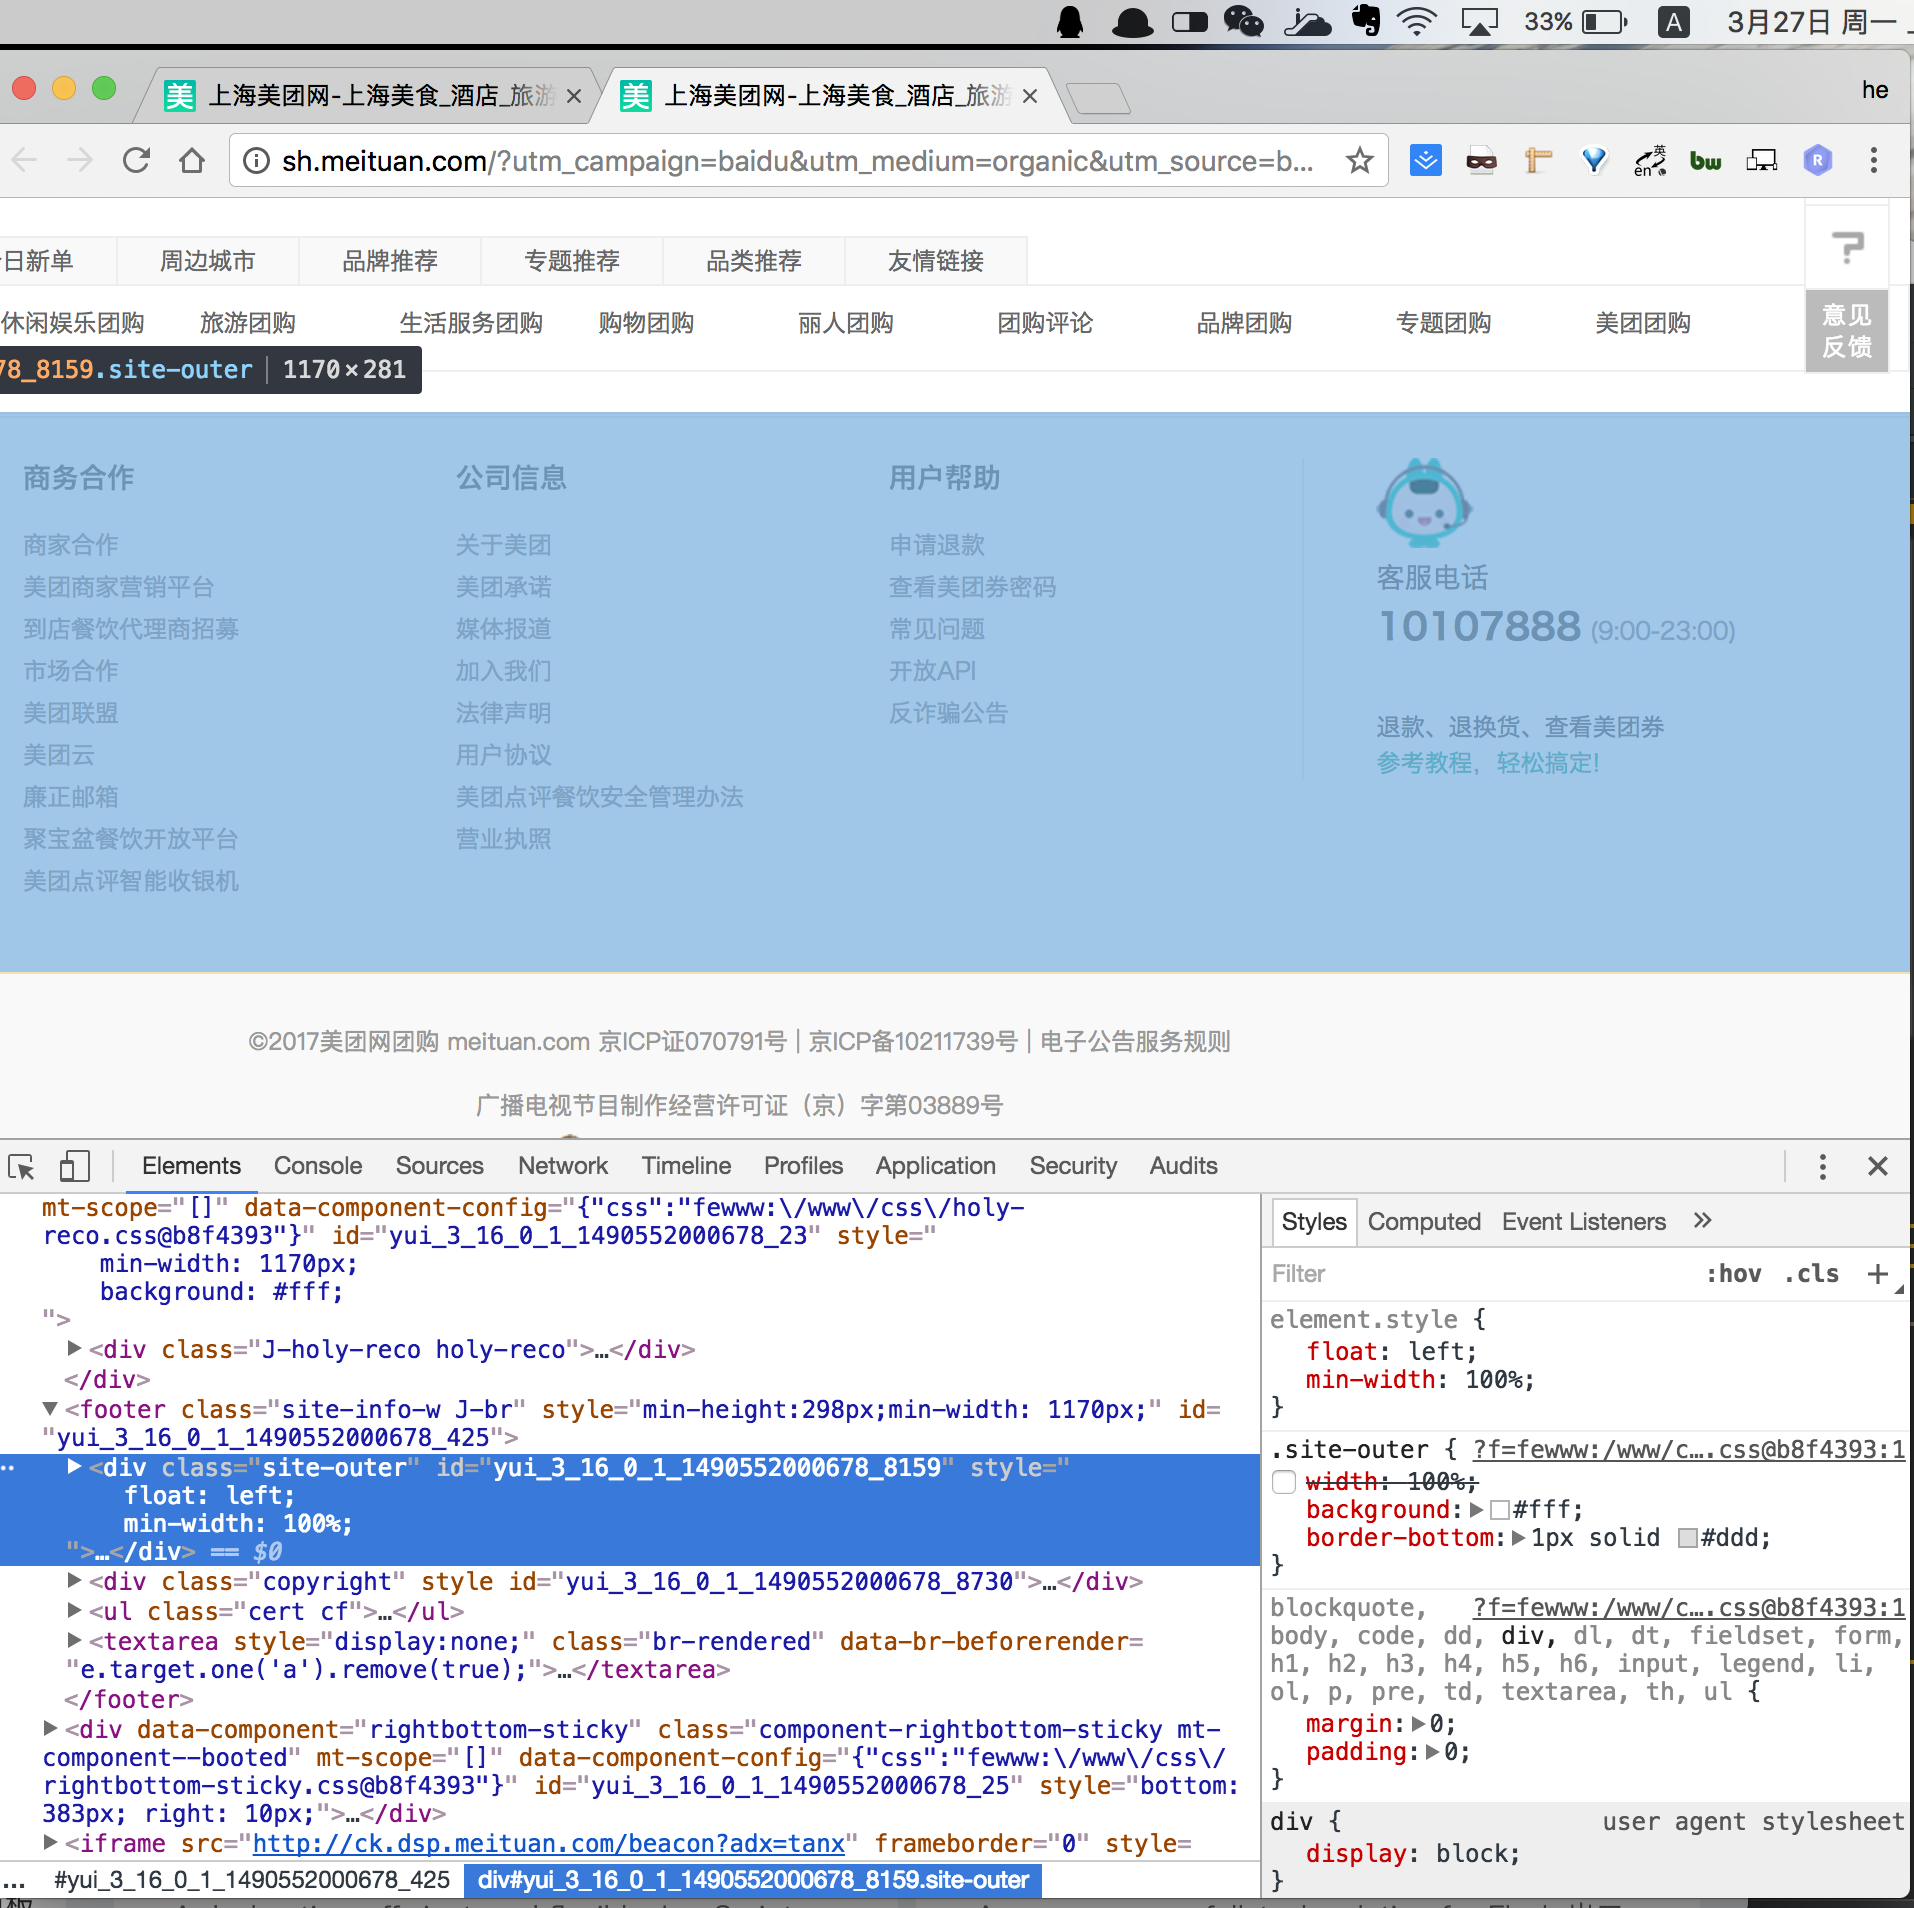 33% A 3月27日 周一
上海美团网-上海美食_酒店_旅游 上海美团网-上海美食_酒店_旅游 he
sh.meituan.com/?utm_campaign=baidu&utm_medium=organic&utm_source=b... 英 en bw R
日新单 周边城市 品牌推荐 专题推荐 品类推荐 友情链接
休闲娱乐团购 旅游团购 生活服务团购 购物团购 丽人团购 团购评论 品牌团购 专题团购 美团团购
意见
反馈
78_8159.site-outer 1170×281
商务合作 公司信息 用户帮助
商家合作 关于美团 申请退款
美团商家营销平台 美团承诺 查看美团券密码
到店餐饮代理商招募 媒体报道 常见问题
市场合作 加入我们 开放API
美团联盟 法律声明 反诈骗公告
美团云 用户协议
廉正邮箱 美团点评餐饮安全管理办法
聚宝盆餐饮开放平台 营业执照
美团点评智能收银机
客服电话
10107888 (9:00-23:00)
退款、退换货、查看美团券
参考教程，轻松搞定!
©2017美团网团购 meituan.com 京ICP证070791号 | 京ICP备10211739号 | 电子公告服务规则
广播电视节目制作经营许可证（京）字第03889号
Elements Console Sources Network Timeline Profiles Application Security Audits
mt-scope="[]" data-component-config="{"css":"fewww:\/www\/css\/holy-
reco.css@b8f4393"}" id="yui_3_16_0_1_1490552000678_23" style="
min-width: 1170px;
background: #fff;
">
<div class="J-holy-reco holy-reco">…</div>
</div>
<footer class="site-info-w J-br" style="min-height:298px;min-width: 1170px;" id=
"yui_3_16_0_1_1490552000678_425">
<div class="site-outer" id="yui_3_16_0_1_1490552000678_8159" style="
float: left;
min-width: 100%;
">…</div> == $0
<div class="copyright" style id="yui_3_16_0_1_1490552000678_8730">…</div>
<ul class="cert cf">…</ul>
<textarea style="display:none;" class="br-rendered" data-br-beforerender=
"e.target.one('a').remove(true);">…</textarea>
</footer>
<div data-component="rightbottom-sticky" class="component-rightbottom-sticky mt-
component--booted" mt-scope="[]" data-component-config="{"css":"fewww:\/www\/css\/
rightbottom-sticky.css@b8f4393"}" id="yui_3_16_0_1_1490552000678_25" style="bottom:
383px; right: 10px;">…</div>
<iframe src="http://ck.dsp.meituan.com/beacon?adx=tanx" frameborder="0" style=
... #yui_3_16_0_1_1490552000678_425 div#yui_3_16_0_1_1490552000678_8159.site-outer
Styles Computed Event Listeners »
Filter :hov .cls +
element.style {
float: left;
min-width: 100%;
}
.site-outer { ?f=fewww:/www/c….css@b8f4393:1
width: 100%;
background: #fff;
border-bottom: 1px solid #ddd;
}
blockquote, ?f=fewww:/www/c….css@b8f4393:1
body, code, dd, div, dl, dt, fieldset, form,
h1, h2, h3, h4, h5, h6, input, legend, li,
ol, p, pre, td, textarea, th, ul {
margin: 0;
padding: 0;
}
div { user agent stylesheet
display: block;
}